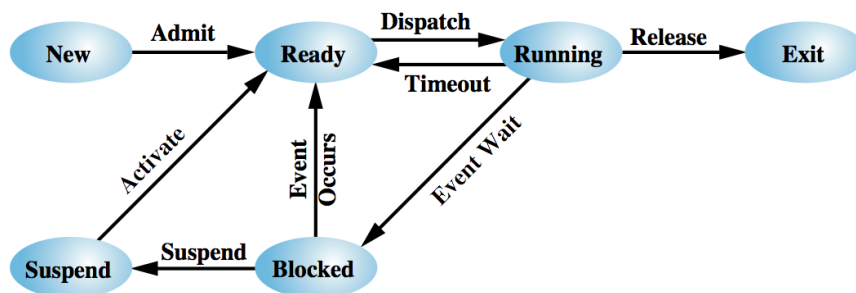 Admit
Dispatch
New
Ready
Running
Release
Exit
Timeout
Activate
Event
Occurs
Event Wait
Suspend
Suspend
Blocked